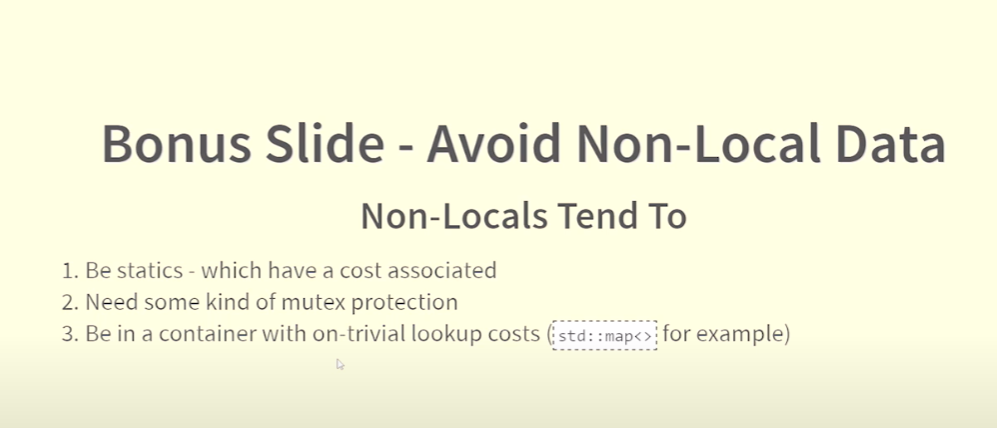 Bonus Slide - Avoid Non-Local Data
Non-Locals Tend To
1. Be statics - which have a cost associated
2. Need some kind of mutex protection
3. Be in a container with on-trivial lookup costs (std::map<> for example)